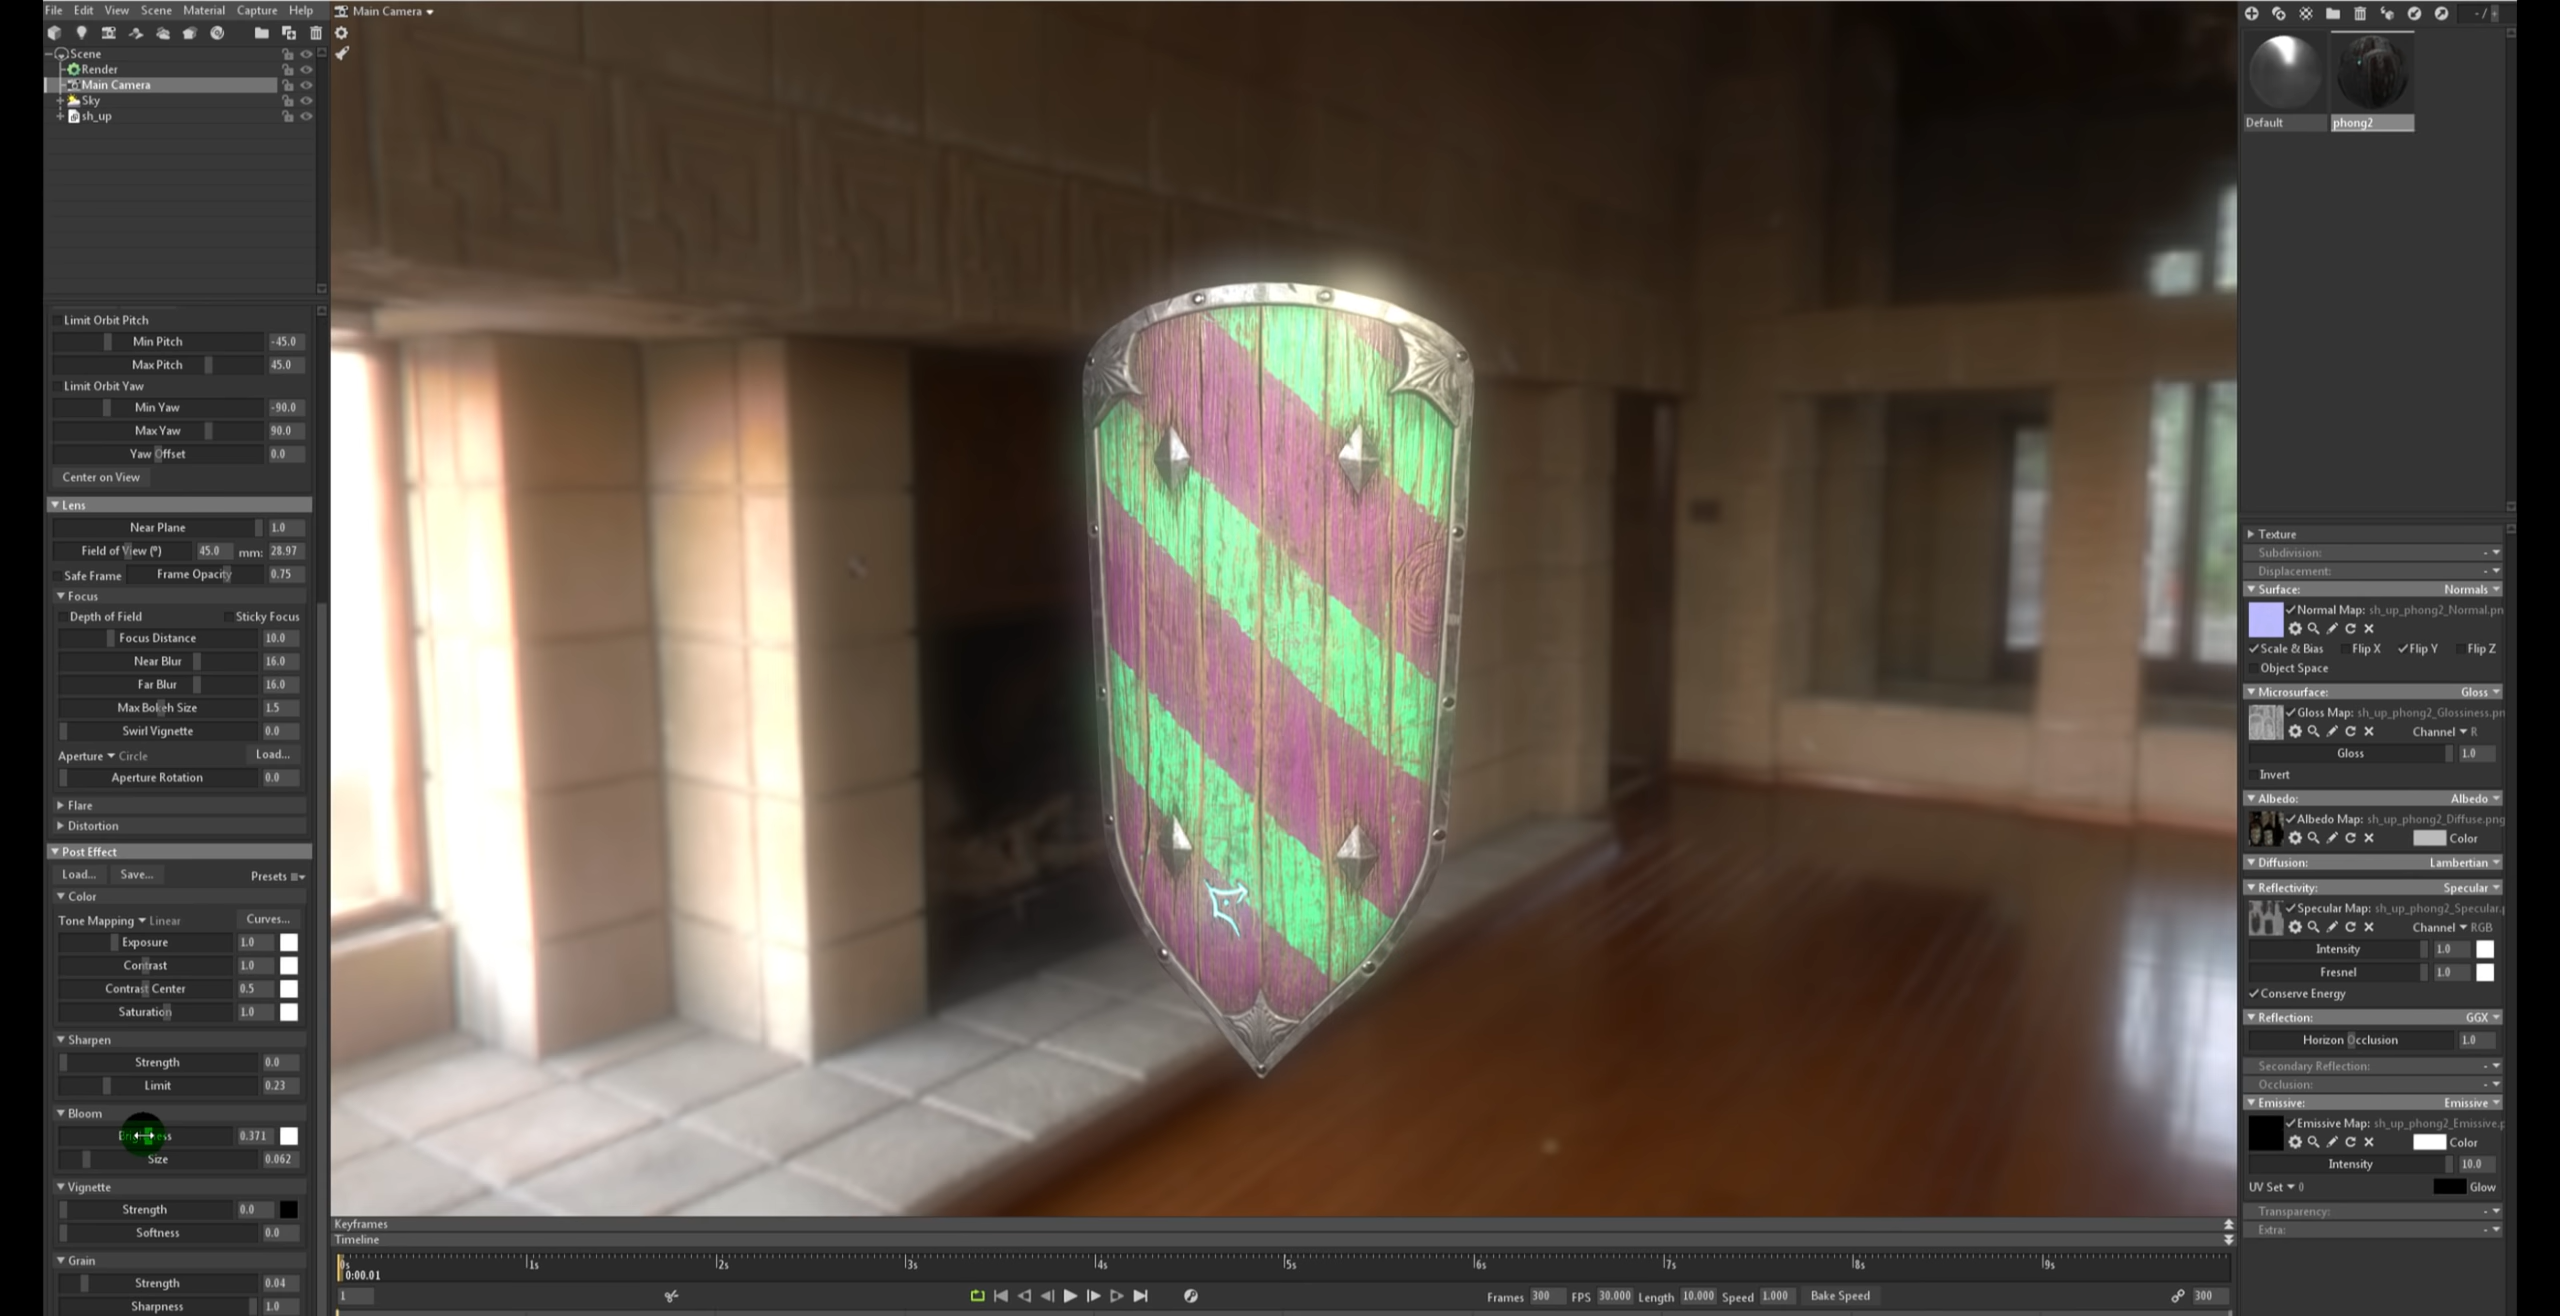 File Edit View Scene Material Capture Help
Main Camera
Scene
Render
Main Camera
Sky
sh_up
Limit Orbit Pitch
Min Pitch -45.0
Max Pitch 45.0
Limit Orbit Yaw
Min Yaw -90.0
Max Yaw 90.0
Yaw Offset 0.0
Center on View
Lens
Near Plane 1.0
Field of View (°) 45.0 mm: 28.97
Safe Frame Frame Opacity 0.75
Focus
Depth of Field Sticky Focus
Focus Distance 10.0
Near Blur 16.0
Far Blur 16.0
Max Bokeh Size 1.5
Swirl Vignette 0.0
Aperture Circle Load...
Aperture Rotation 0.0
Flare
Distortion
Post Effect
Load... Save... Presets
Color
Tone Mapping Linear Curves...
Exposure 1.0
Contrast 1.0
Contrast Center 0.5
Saturation 1.0
Sharpen
Strength 0.0
Limit 0.23
Bloom
Brightness 0.371
Size 0.062
Vignette
Strength 0.0
Softness 0.0
Grain
Strength 0.04
Sharpness 1.0
Keyframes
Timeline
0s 1s 2s 3s 4s 5s 6s 7s 8s 9s
0:00.01
1
Frames 300 FPS 30.000 Length 10.000 Speed 1.000 Bake Speed 300
- /
Default phong2
Texture
Subdivision: -
Displacement: -
Surface: Normals
Normal Map: sh_up_phong2_Normal.pn
Scale & Bias Flip X Flip Y Flip Z
Object Space
Microsurface: Gloss
Gloss Map: sh_up_phong2_Glossiness.pn
Channel R
Gloss 1.0
Invert
Albedo: Albedo
Albedo Map: sh_up_phong2_Diffuse.png
Color
Diffusion: Lambertian
Reflectivity: Specular
Specular Map: sh_up_phong2_Specular.p
Channel RGB
Intensity 1.0
Fresnel 1.0
Conserve Energy
Reflection: GGX
Horizon Occlusion 1.0
Secondary Reflection: -
Occlusion: -
Emissive: Emissive
Emissive Map: sh_up_phong2_Emissive.p
Color
Intensity 10.0
UV Set 0 Glow
Transparency: -
Extra: -